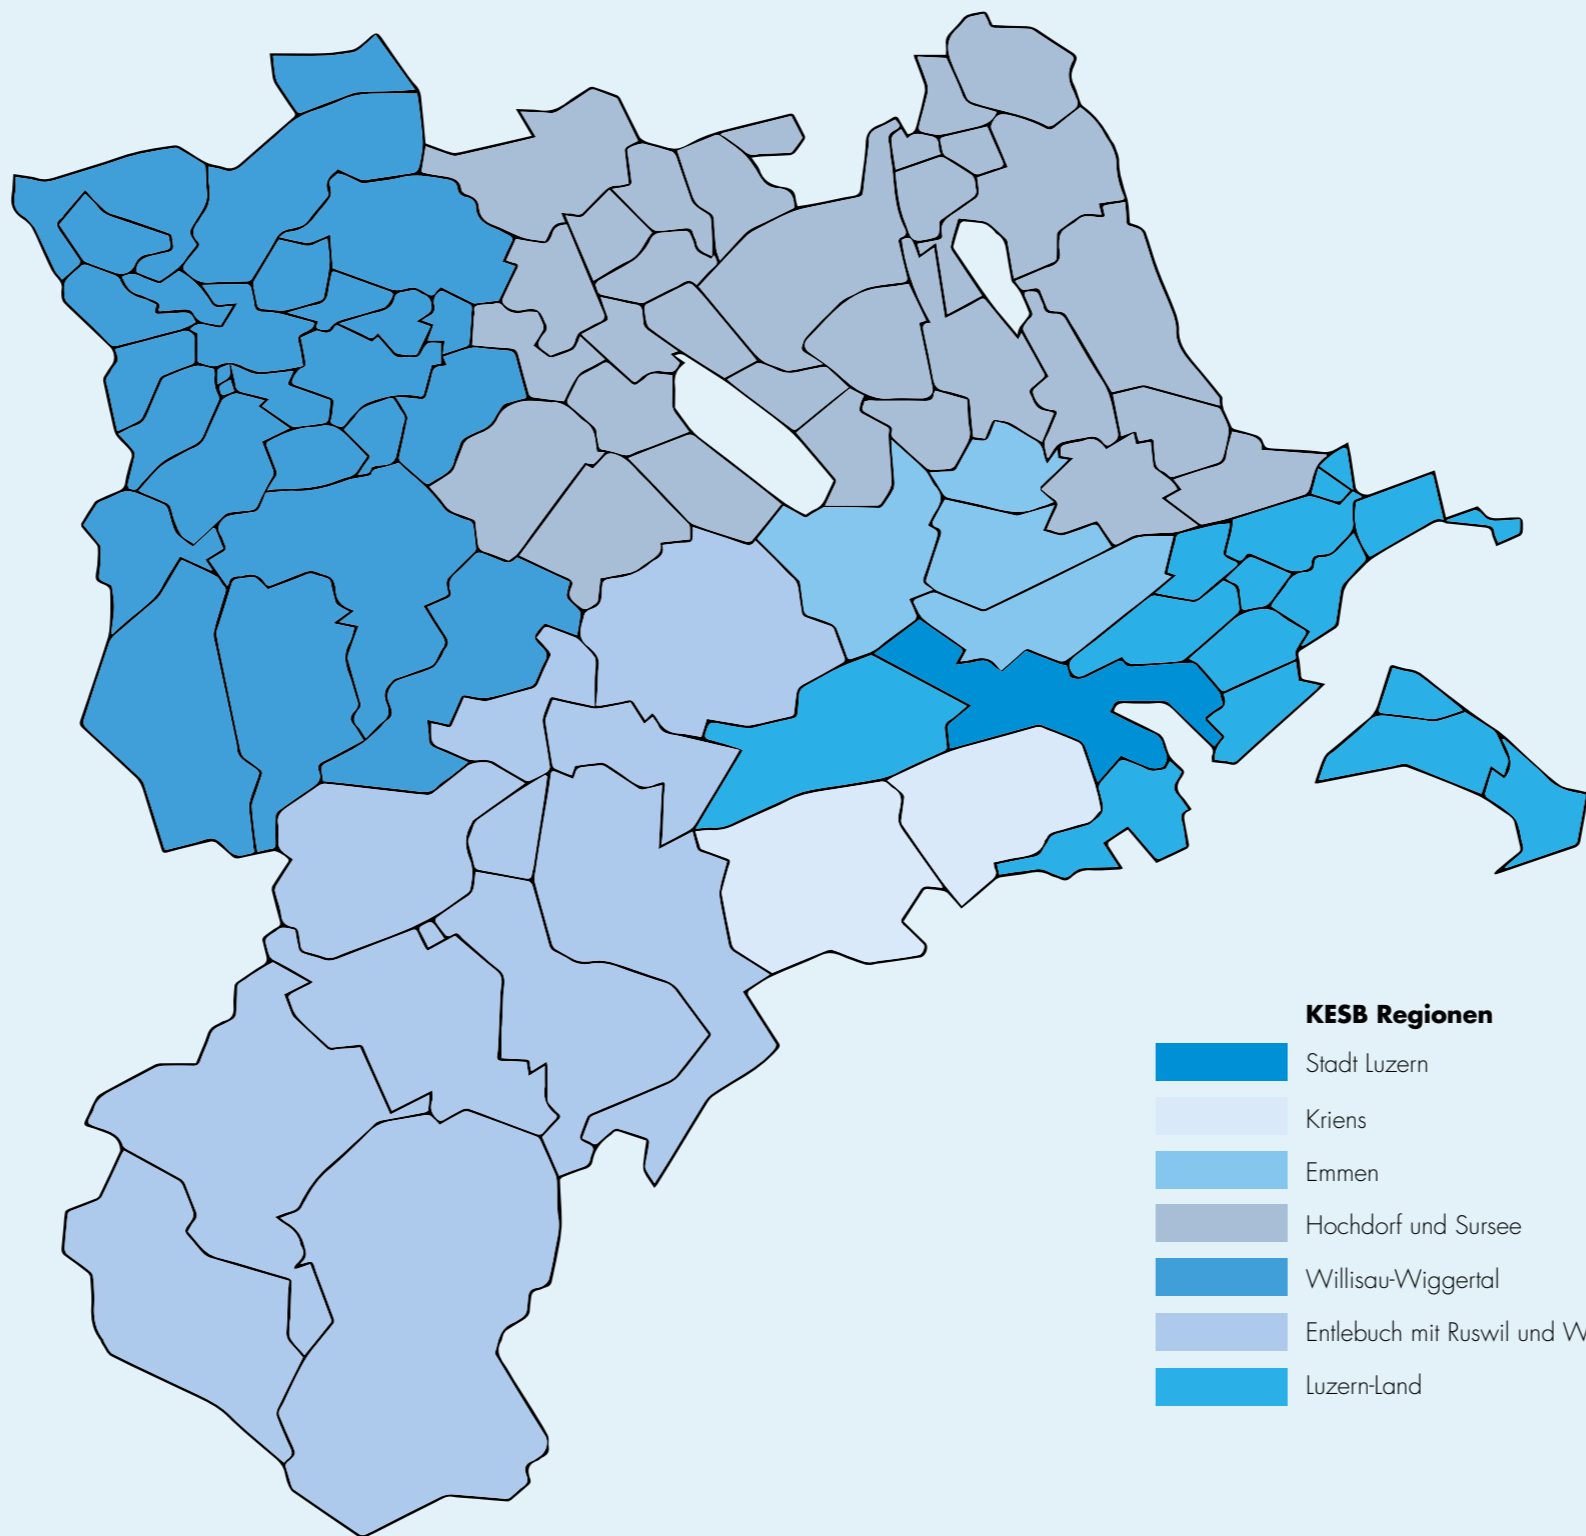 KESB Regionen
Stadt Luzern
Kriens
Emmen
Hochdorf und Sursee
Willisau-Wiggertal
Entlebuch mit Ruswil und W
Luzern-Land